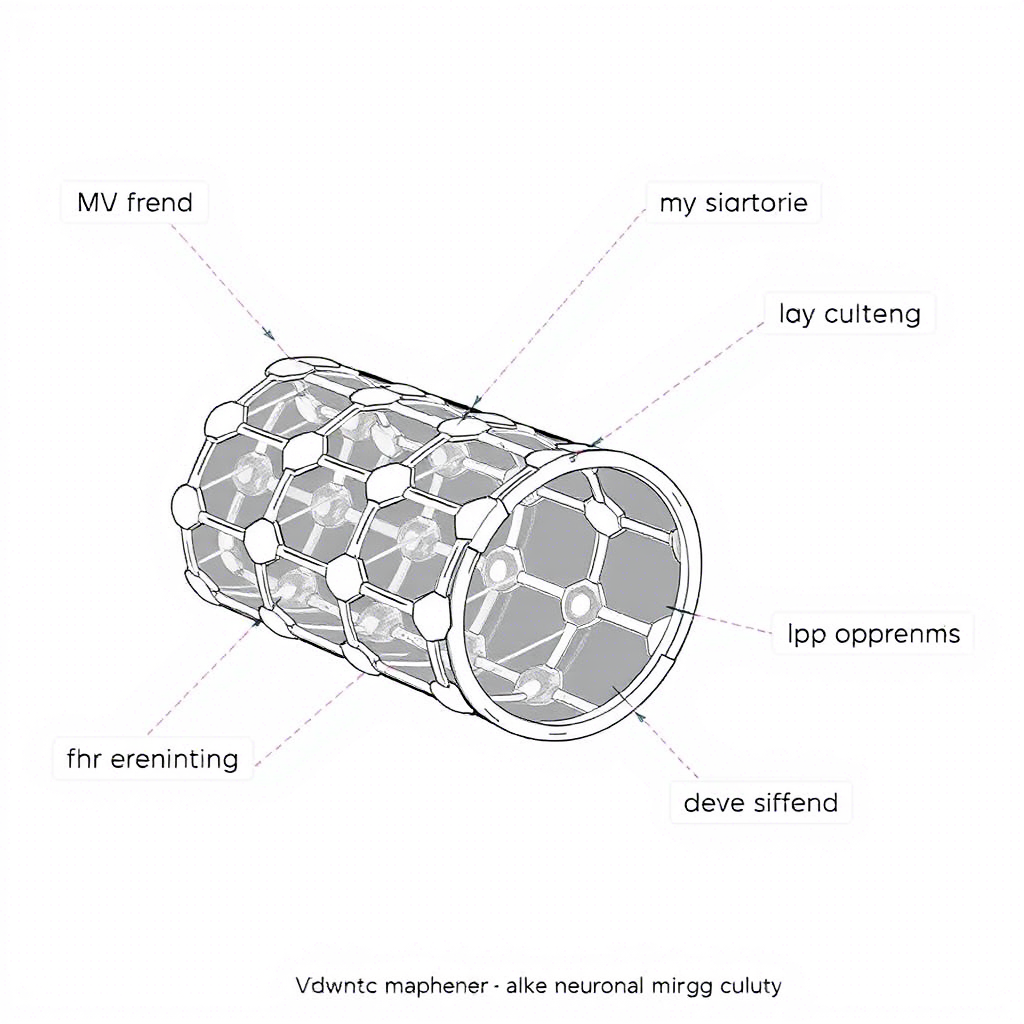 MV frend
my siartorie
lay culteng
lpp opprenms
fhr ereninting
deve siffend
Vdwntc maphener - alke neuronal mirgg culuty